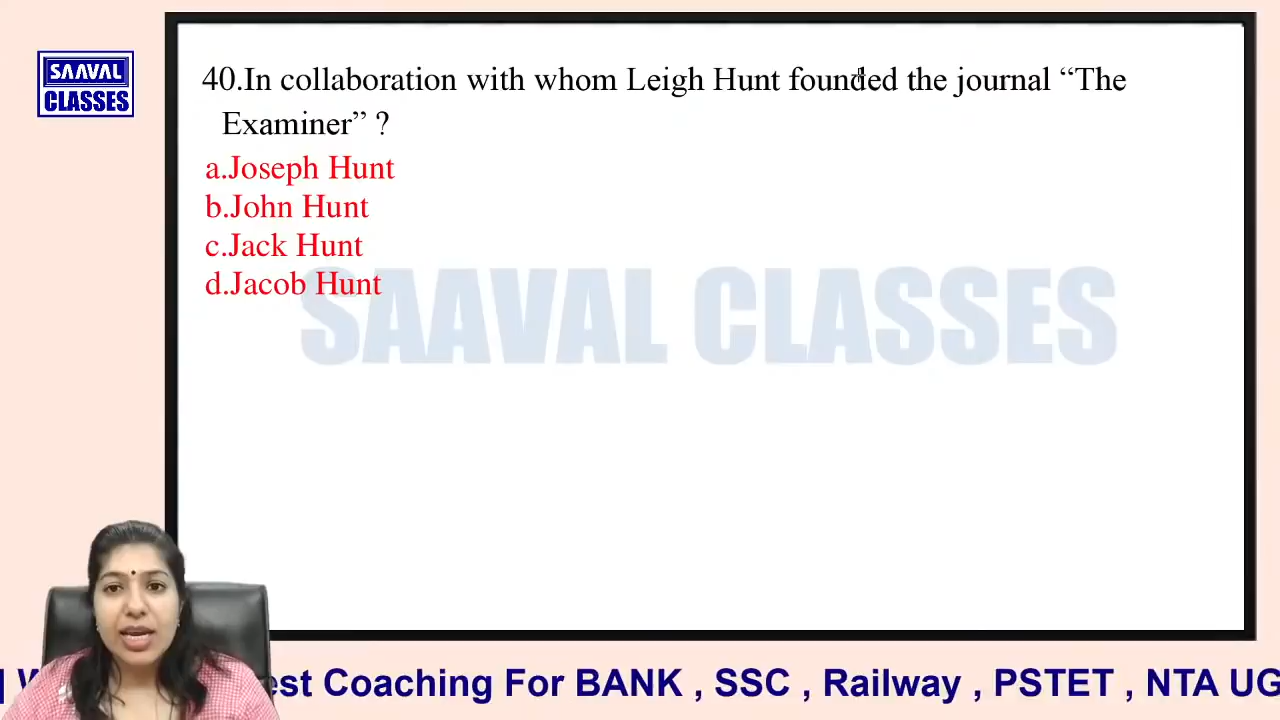 SAAVAL
CLASSES
40.In collaboration with whom Leigh Hunt founded the journal “The
Examiner” ?
a.Joseph Hunt
b.John Hunt
c.Jack Hunt
d.Jacob Hunt
SAAVAL CLASSES
est Coaching For BANK , SSC , Railway , PSTET , NTA UG